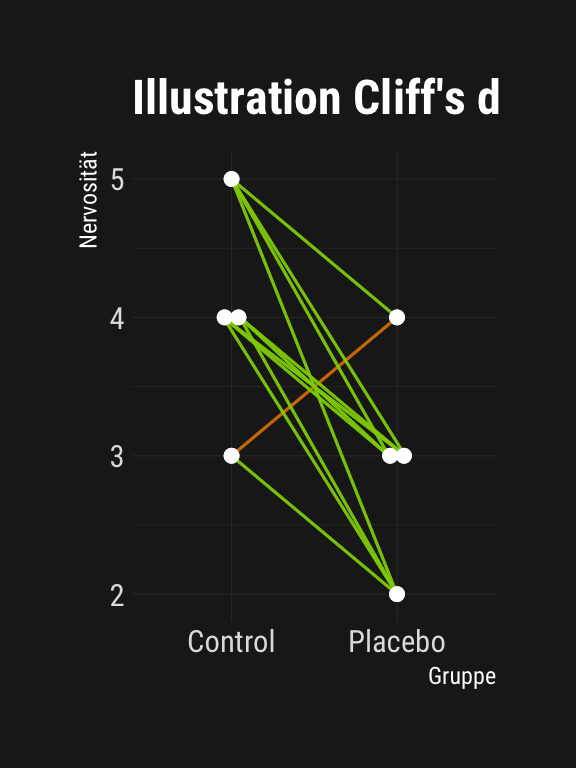 Illustration Cliff's d
Nervosität
5
4
3
2
Control Placebo
Gruppe